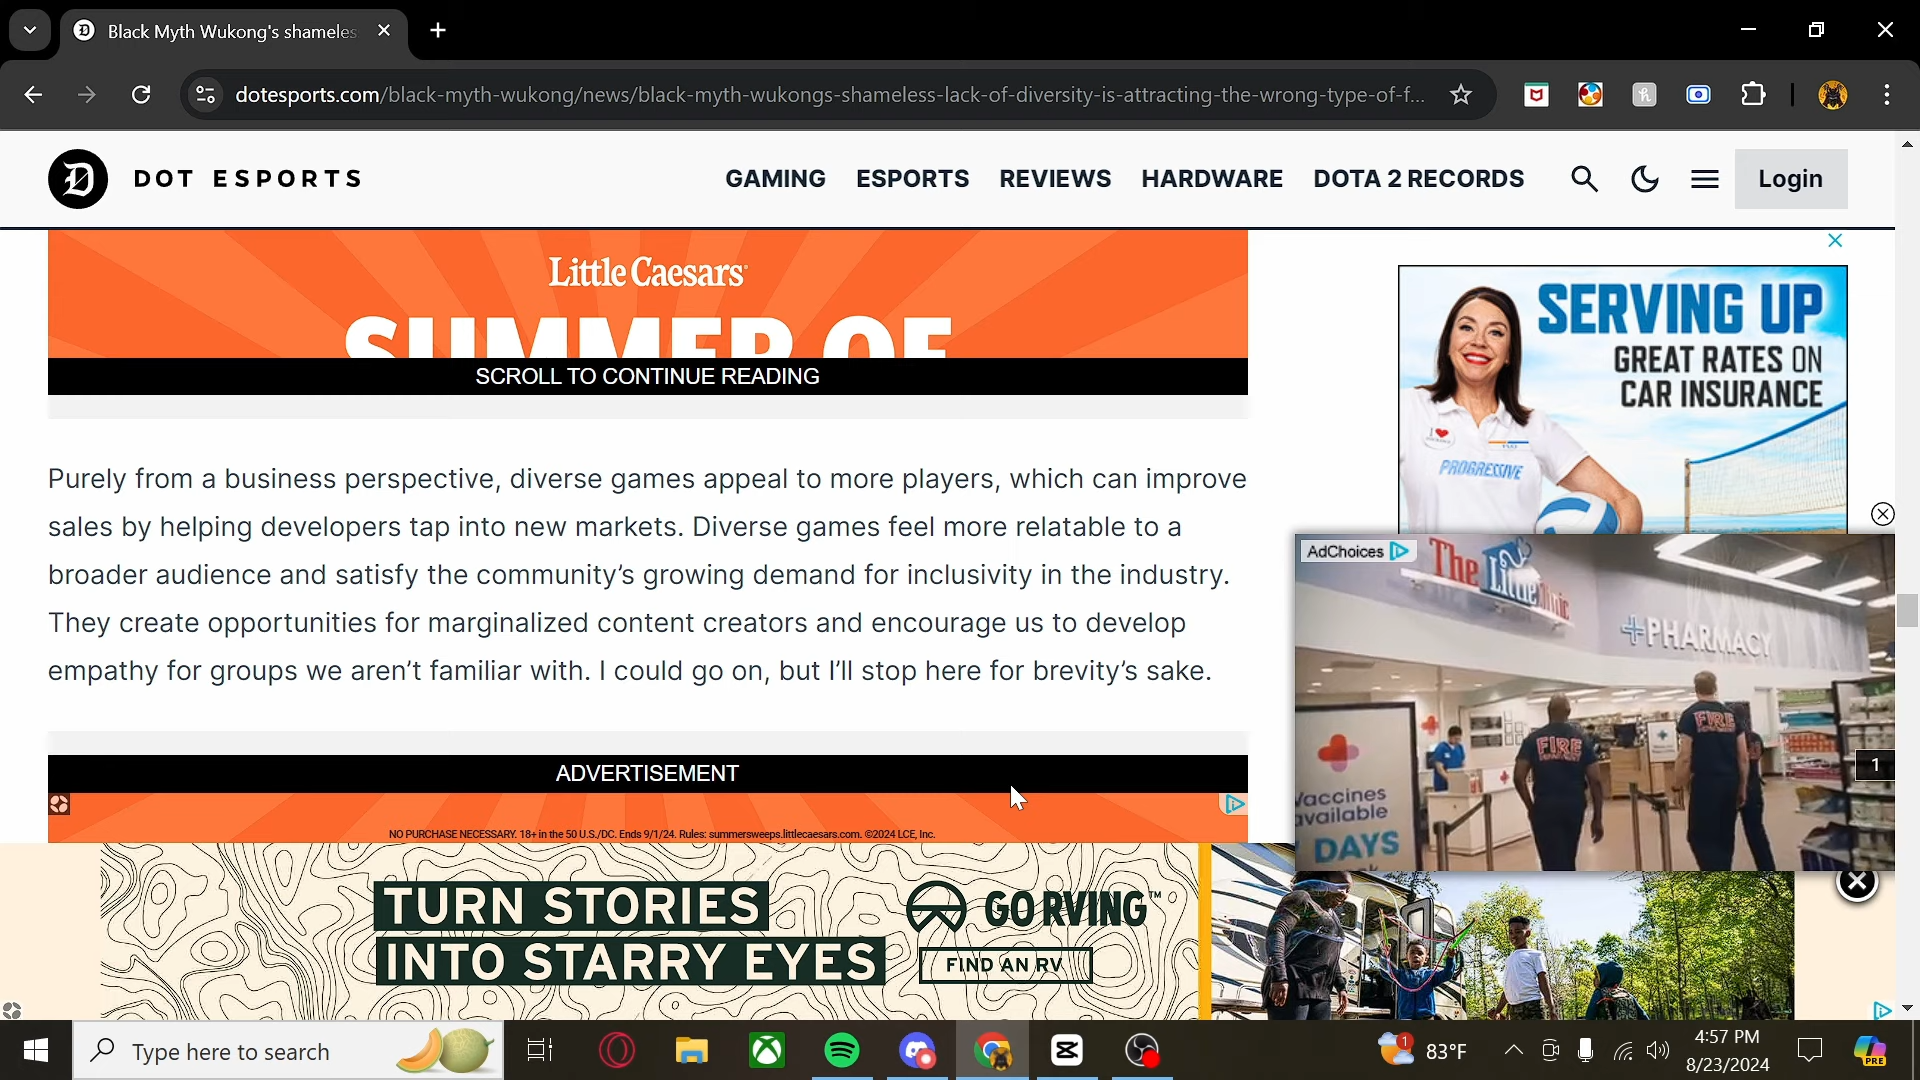 Black Myth Wukong's shameles
dotesports.com/black-myth-wukong/news/black-myth-wukongs-shameless-lack-of-diversity-is-attracting-the-wrong-type-of-f...
DOT ESPORTS
GAMING ESPORTS REVIEWS HARDWARE DOTA 2 RECORDS Login
Little Caesars
SUMMER OF
SCROLL TO CONTINUE READING
SERVING UP
GREAT RATES ON
CAR INSURANCE
PROGRESSIVE
Purely from a business perspective, diverse games appeal to more players, which can improve
sales by helping developers tap into new markets. Diverse games feel more relatable to a
broader audience and satisfy the community's growing demand for inclusivity in the industry.
They create opportunities for marginalized content creators and encourage us to develop
empathy for groups we aren't familiar with. I could go on, but I'll stop here for brevity's sake.
AdChoices
The Little Clinic
PHARMACY
FIRE
FIRE
Vaccines
available
DAYS
1
ADVERTISEMENT
NO PURCHASE NECESSARY. 18+ in the 50 U.S./DC. Ends 9/1/24. Rules: summersweeps.littlecaesars.com. ©2024 LCE, Inc.
TURN STORIES
INTO STARRY EYES
GO RVING™
FIND AN RV
Type here to search
1
83°F
4:57 PM
8/23/2024
PRE